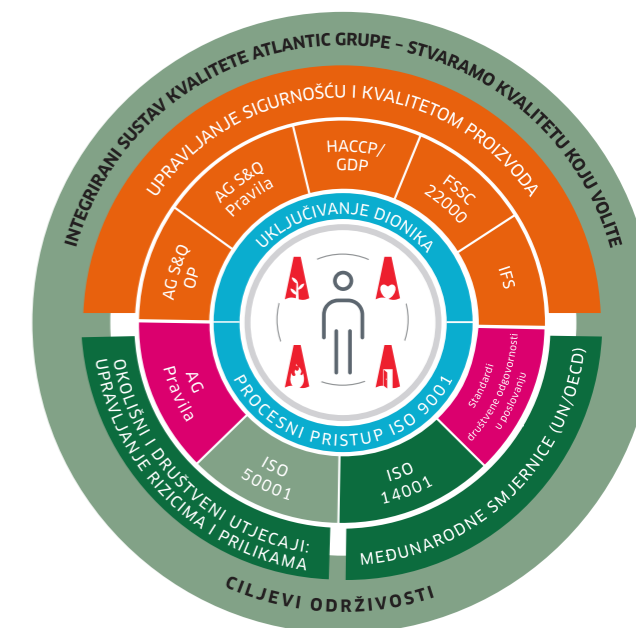 INTEGRIRANI SUSTAV KVALITETE ATLANTIC GRUPE – STVARAMO KVALITETU KOJU VOLITE
UPRAVLJANJE SIGURNOŠĆU I KVALITETOM PROIZVODA
AG S&Q
OP
AG S&Q
Pravila
HACCP/
GDP
FSSC
22000
IFS
UKLJUČIVANJE DIONIKA
PROCESNI PRISTUP ISO 9001
AG
Pravila
ISO
50001
ISO
14001
Standardi
društvene odgovornosti
u poslovanju
OKOLIŠNI I DRUŠTVENI UTJECAJI:
UPRAVLJANJE RIZICIMA I PRILIKAMA
MEĐUNARODNE SMJERNICE (UN/OECD)
CILJEVI ODRŽIVOSTI